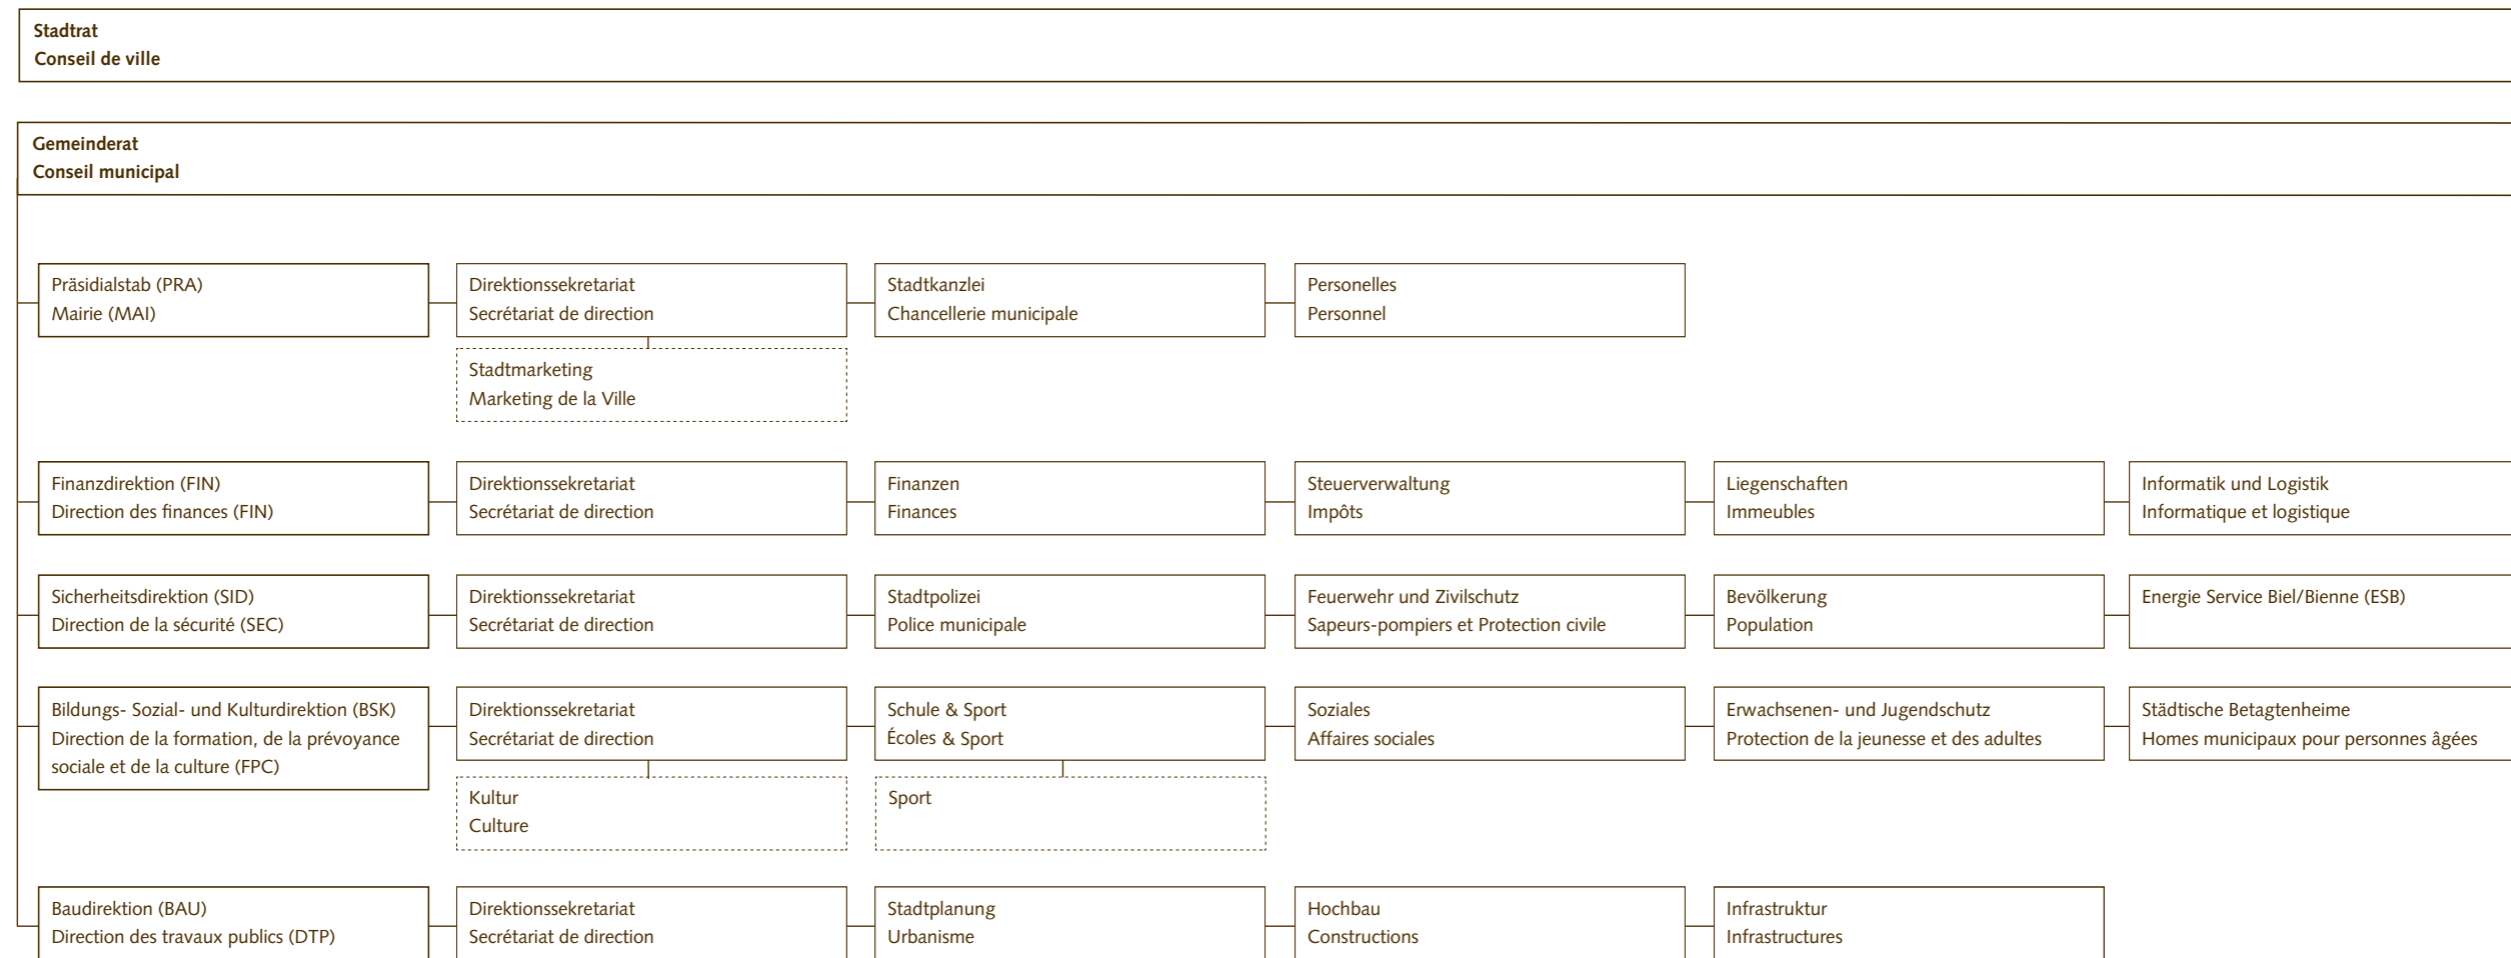 Stadtrat
Conseil de ville
Gemeinderat
Conseil municipal
Präsidialstab (PRA)
Mairie (MAI)
Direktionssekretariat
Secrétariat de direction
Stadtkanzlei
Chancellerie municipale
Personelles
Personnel
Stadtmarketing
Marketing de la Ville
Finanzdirektion (FIN)
Direction des finances (FIN)
Direktionssekretariat
Secrétariat de direction
Finanzen
Finances
Steuerverwaltung
Impôts
Liegenschaften
Immeubles
Informatik und Logistik
Informatique et logistique
Sicherheitsdirektion (SID)
Direction de la sécurité (SEC)
Direktionssekretariat
Secrétariat de direction
Stadtpolizei
Police municipale
Feuerwehr und Zivilschutz
Sapeurs-pompiers et Protection civile
Bevölkerung
Population
Energie Service Biel/Bienne (ESB)
Bildungs- Sozial- und Kulturdirektion (BSK)
Direction de la formation, de la prévoyance
sociale et de la culture (FPC)
Direktionssekretariat
Secrétariat de direction
Schule & Sport
Écoles & Sport
Soziales
Affaires sociales
Erwachsenen- und Jugendschutz
Protection de la jeunesse et des adultes
Städtische Betagtenheime
Homes municipaux pour personnes âgées
Kultur
Culture
Sport
Baudirektion (BAU)
Direction des travaux publics (DTP)
Direktionssekretariat
Secrétariat de direction
Stadtplanung
Urbanisme
Hochbau
Constructions
Infrastruktur
Infrastructures